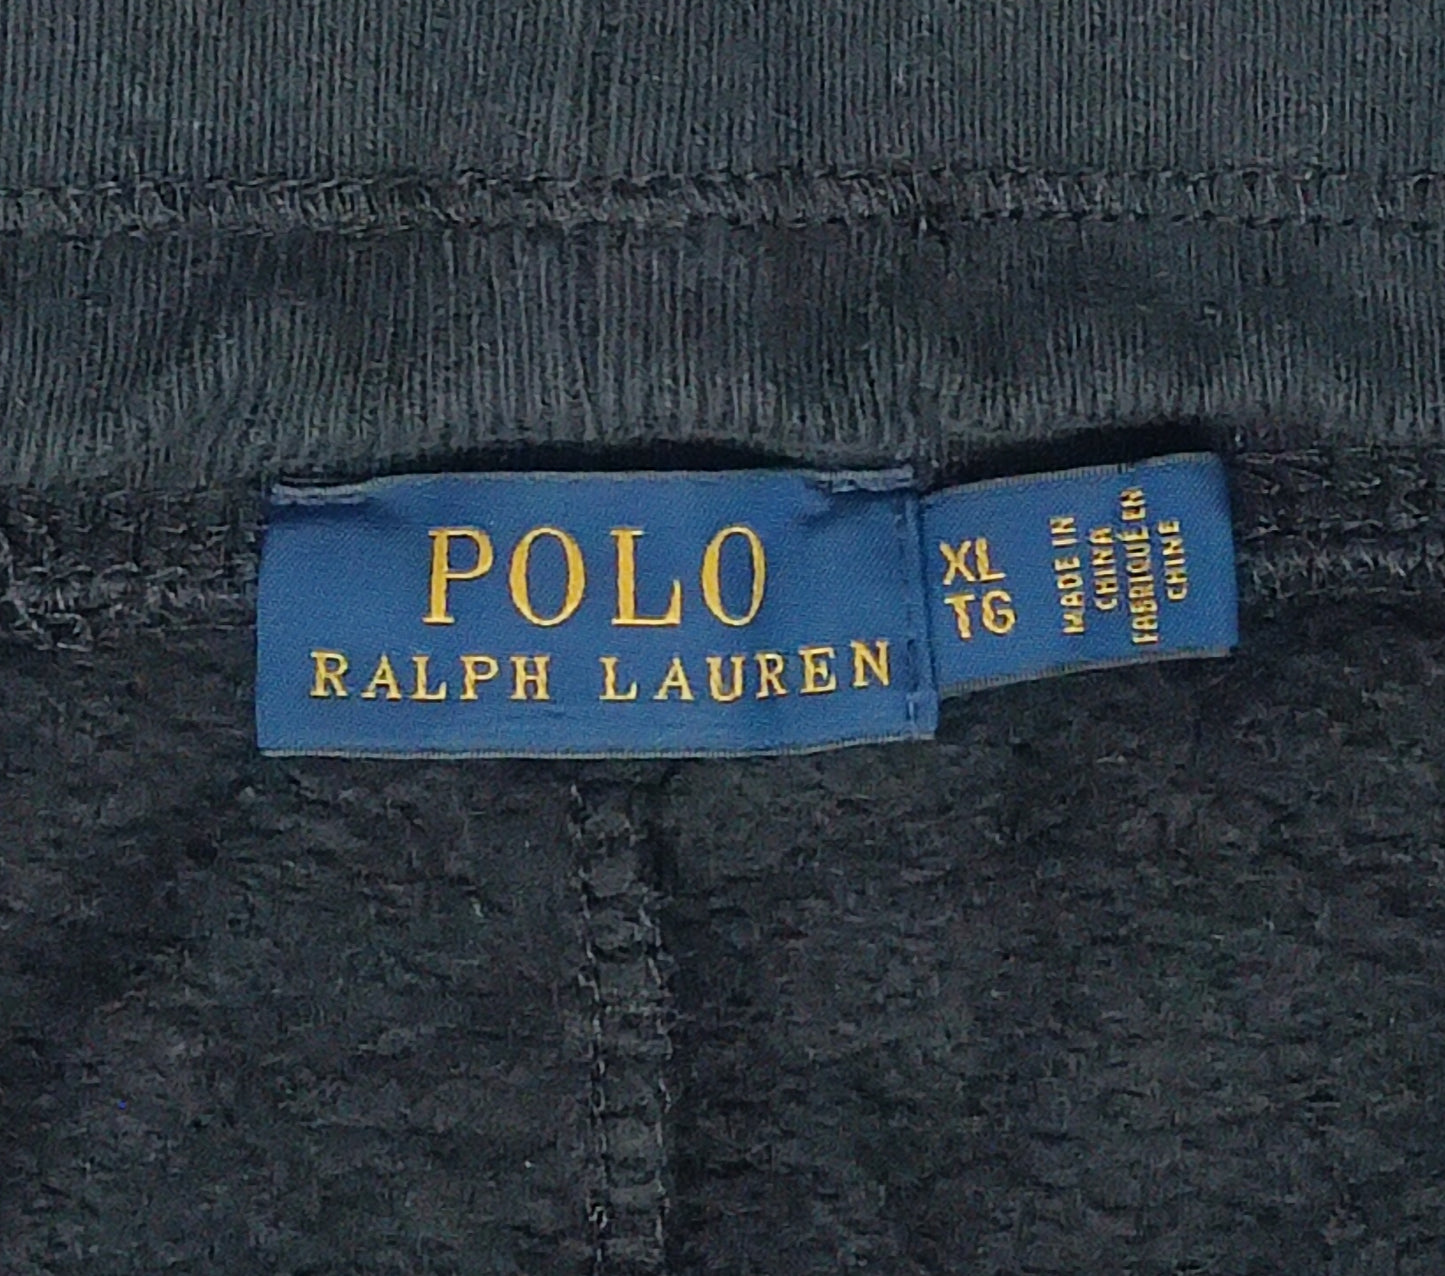 POLO
RALPH LAUREN
XL
TG
MADE IN
CHINA
FABRIQUÉ EN
CHINE